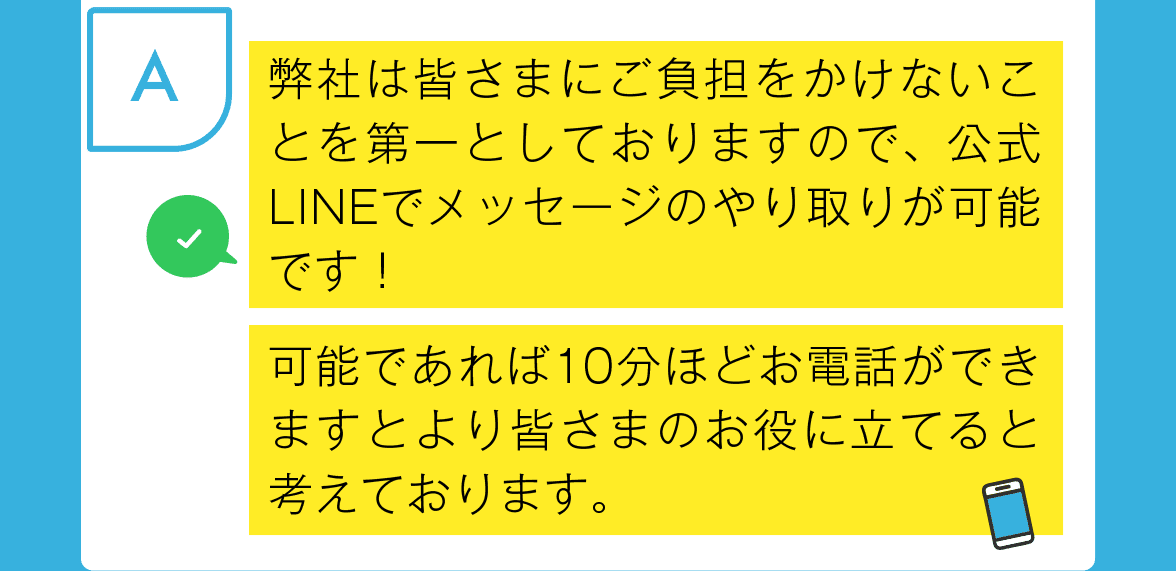 A
弊社は皆さまにご負担をかけないこ
とを第一としておりますので、公式
LINEでメッセージのやり取りが可能
です！
可能であれば10分ほどお電話ができ
ますとより皆さまのお役に立てると
考えております。